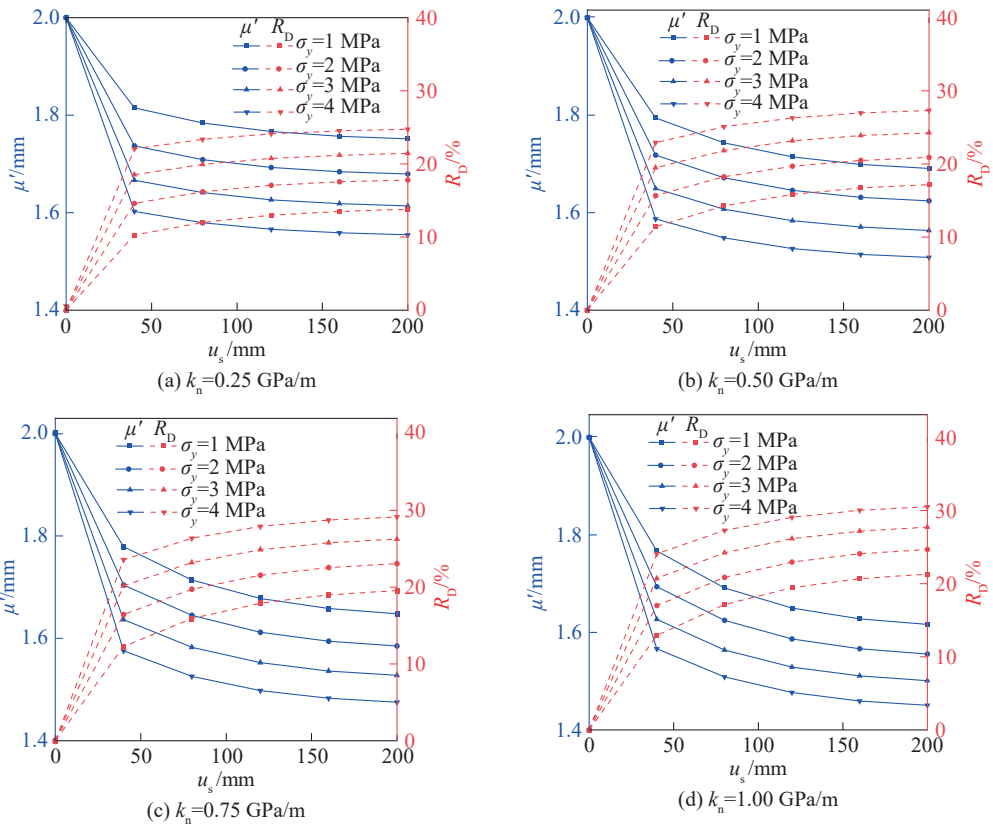 μ′ R_D
σ_y=1 MPa
σ_y=2 MPa
σ_y=3 MPa
σ_y=4 MPa
2.0
1.8
1.6
1.4
μ′/mm
40
30
20
10
0
R_D/%
0 50 100 150 200
u_s/mm
(a) k_n=0.25 GPa/m
μ′ R_D
σ_y=1 MPa
σ_y=2 MPa
σ_y=3 MPa
σ_y=4 MPa
2.0
1.8
1.6
1.4
μ′/mm
40
30
20
10
0
R_D/%
0 50 100 150 200
u_s/mm
(b) k_n=0.50 GPa/m
μ′ R_D
σ_y=1 MPa
σ_y=2 MPa
σ_y=3 MPa
σ_y=4 MPa
2.0
1.8
1.6
1.4
μ′/mm
40
30
20
10
0
R_D/%
0 50 100 150 200
u_s/mm
(c) k_n=0.75 GPa/m
μ′ R_D
σ_y=1 MPa
σ_y=2 MPa
σ_y=3 MPa
σ_y=4 MPa
2.0
1.8
1.6
1.4
μ′/mm
40
30
20
10
0
R_D/%
0 50 100 150 200
u_s/mm
(d) k_n=1.00 GPa/m